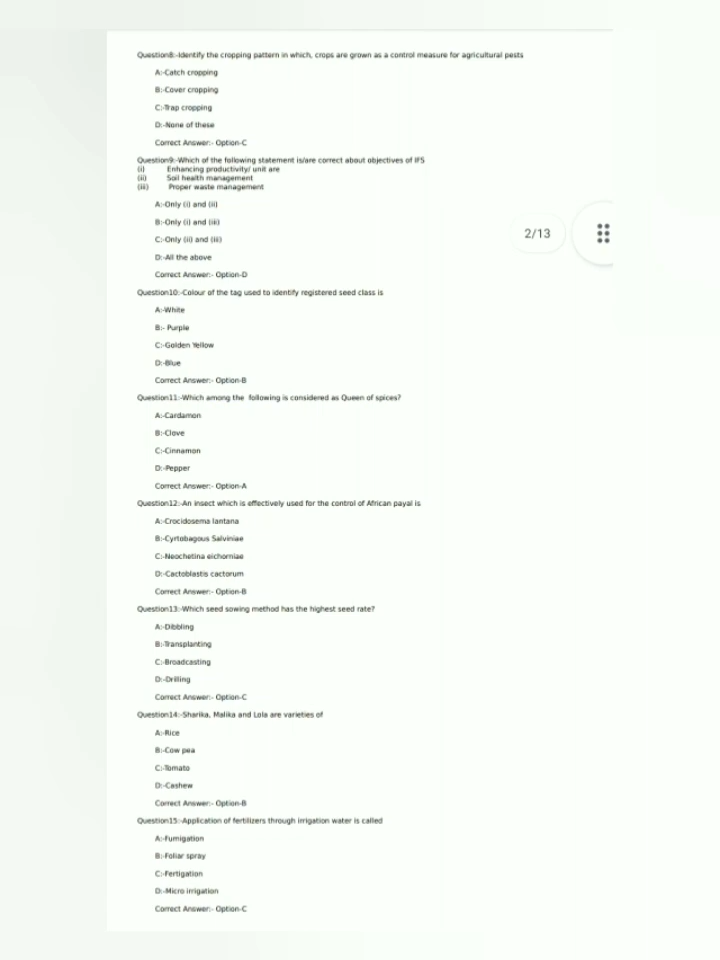 Question8:-Identify the cropping pattern in which, crops are grown as a control measure for agricultural pests
A:-Catch cropping
B:-Cover cropping
C:-Trap cropping
D:-None of these
Correct Answer:- Option-C
Question9:-Which of the following statement is/are correct about objectives of IFS
(i) Enhancing productivity/ unit are
(ii) Soil health management
(iii) Proper waste management
A:-Only (i) and (ii)
B:-Only (i) and (iii)
C:-Only (ii) and (iii)
2/13
D:-All the above
Correct Answer:- Option-D
Question10:-Colour of the tag used to identify registered seed class is
A:-White
B:- Purple
C:-Golden Yellow
D:-Blue
Correct Answer:- Option-B
Question11:-Which among the following is considered as Queen of spices?
A:-Cardamon
B:-Clove
C:-Cinnamon
D:-Pepper
Correct Answer:- Option-A
Question12:-An insect which is effectively used for the control of African payal is
A:-Crocidosema lantana
B:-Cyrtobagous Salviniae
C:-Neochetina eichorniae
D:-Cactoblastis cactorum
Correct Answer:- Option-B
Question13:-Which seed sowing method has the highest seed rate?
A:-Dibbling
B:-Transplanting
C:-Broadcasting
D:-Drilling
Correct Answer:- Option-C
Question14:-Sharika, Malika and Lola are varieties of
A:-Rice
B:-Cow pea
C:-Tomato
D:-Cashew
Correct Answer:- Option-B
Question15:-Application of fertilizers through irrigation water is called
A:-Fumigation
B:-Foliar spray
C:-Fertigation
D:-Micro irrigation
Correct Answer:- Option-C